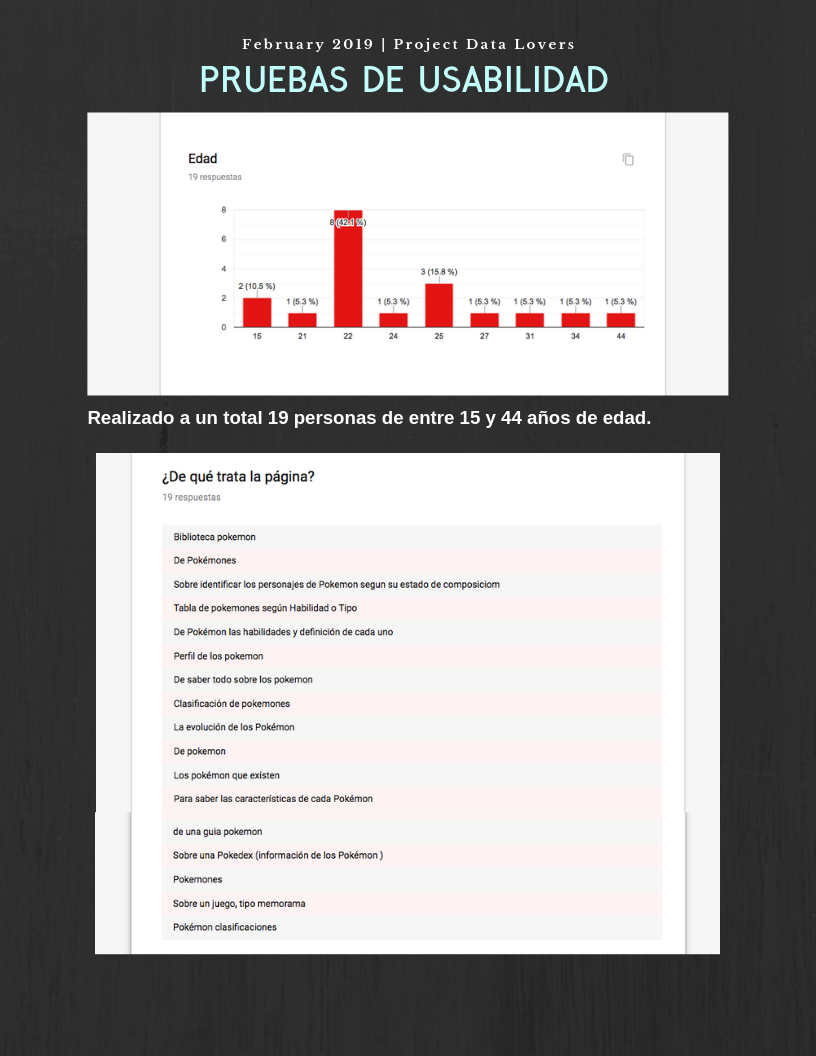 February 2019 | Project Data Lovers
PRUEBAS DE USABILIDAD
Edad
19 respuestas
8
6
4
2
0
2 (10.5 %)
1 (5.3 %)
8 (42.1 %)
1 (5.3 %)
3 (15.8 %)
1 (5.3 %)
1 (5.3 %)
1 (5.3 %)
1 (5.3 %)
15 21 22 24 25 27 31 34 44
Realizado a un total 19 personas de entre 15 y 44 años de edad.
¿De qué trata la página?
19 respuestas
Biblioteca pokemon
De Pokémones
Sobre identificar los personajes de Pokemon segun su estado de composiciom
Tabla de pokemones según Habilidad o Tipo
De Pokémon las habilidades y definición de cada uno
Perfil de los pokemon
De saber todo sobre los pokemon
Clasificación de pokemones
La evolución de los Pokémon
De pokemon
Los pokémon que existen
Para saber las características de cada Pokémon
de una guia pokemon
Sobre una Pokedex (información de los Pokémon )
Pokemones
Sobre un juego, tipo memorama
Pokémon clasificaciones